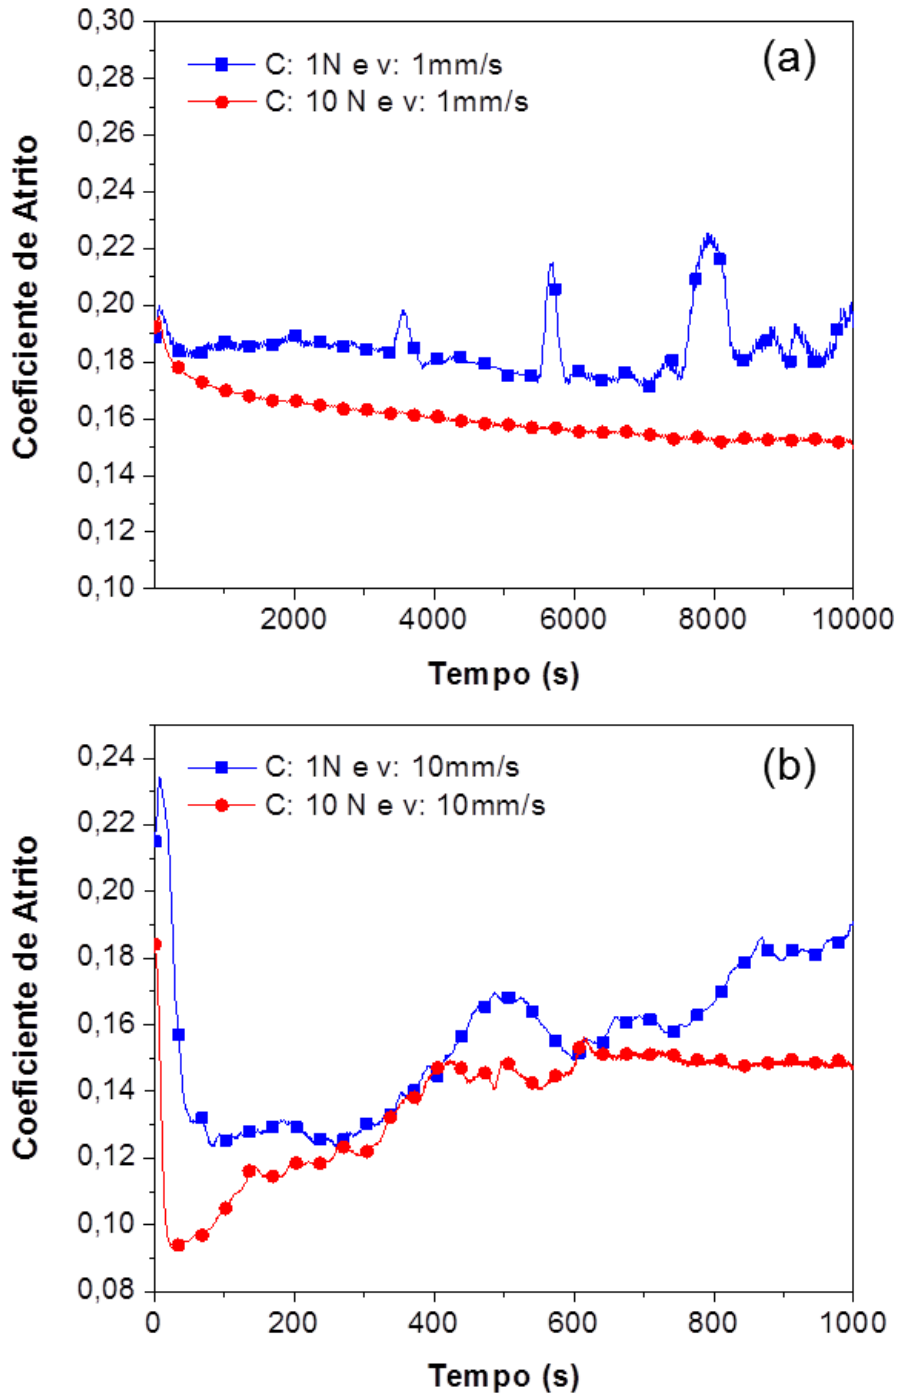 (a)
C: 1N e v: 1mm/s
C: 10 N e v: 1mm/s
Coeficiente de Atrito
0,30
0,28
0,26
0,24
0,22
0,20
0,18
0,16
0,14
0,12
0,10
2000 4000 6000 8000 10000
Tempo (s)
(b)
C: 1N e v: 10mm/s
C: 10 N e v: 10mm/s
Coeficiente de Atrito
0,24
0,22
0,20
0,18
0,16
0,14
0,12
0,10
0,08
0 200 400 600 800 1000
Tempo (s)